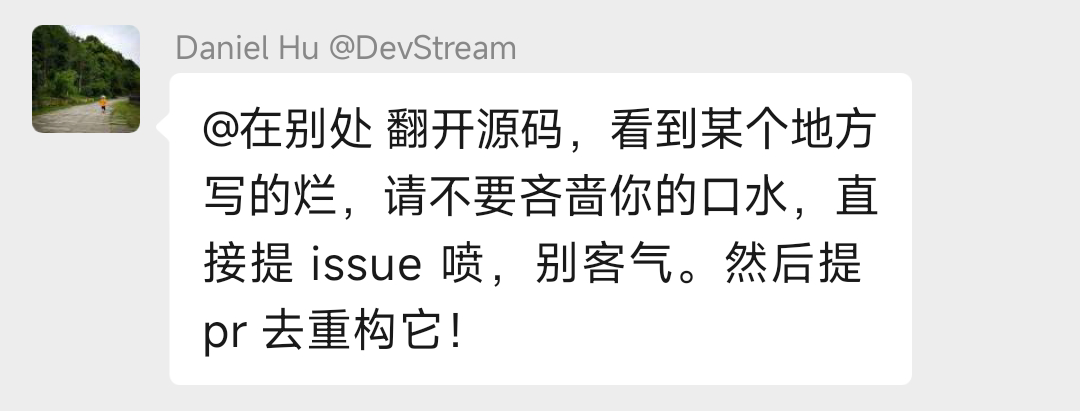 Daniel Hu @DevStream
@在别处 翻开源码，看到某个地方
写的烂，请不要吝啬你的口水，直
接提 issue 喷，别客气。然后提
pr 去重构它！